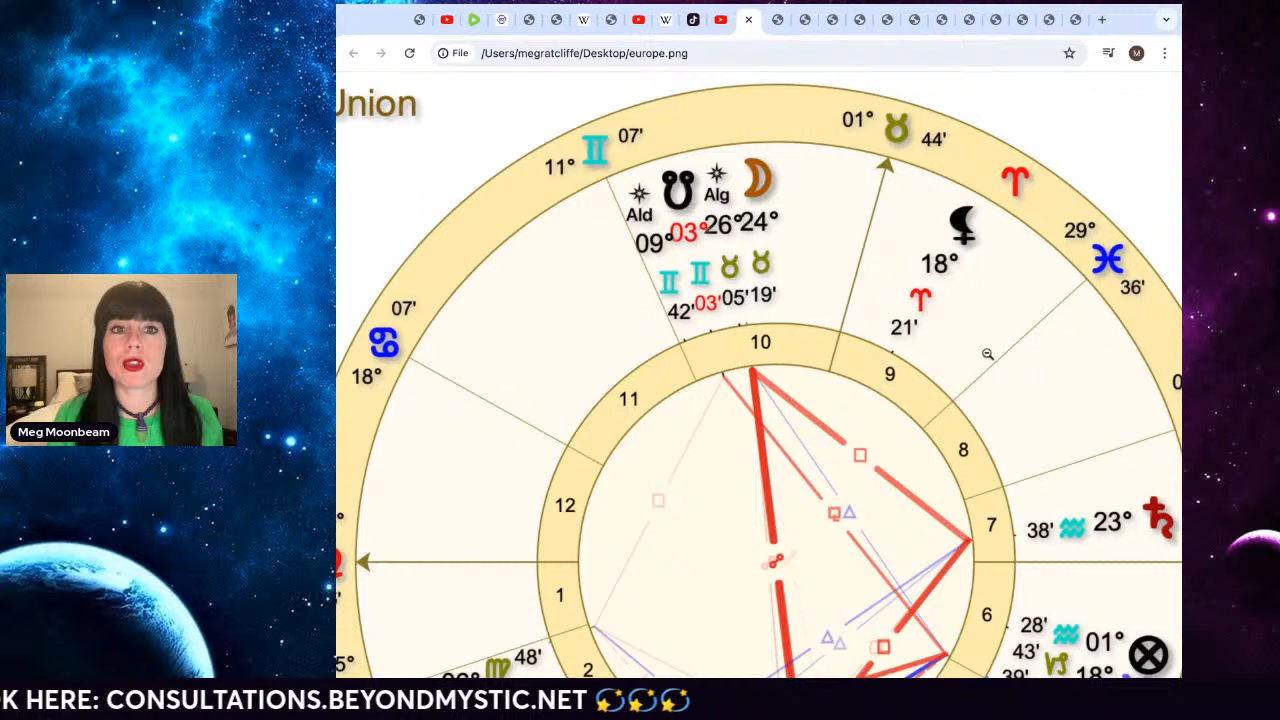 File /Users/megratcliffe/Desktop/europe.png
M
Union
01° 44'
11° 07'
Ald Alg
09° 03° 26° 24°
42' 03' 05' 19'
18°
21'
29°
36'
07'
18°
10
9
11
8
12
7
38' 23°
1
6
2
28' 01°
43' 18°
48'
Meg Moonbeam
K HERE: CONSULTATIONS.BEYONDMYSTIC.NET 💫💫💫